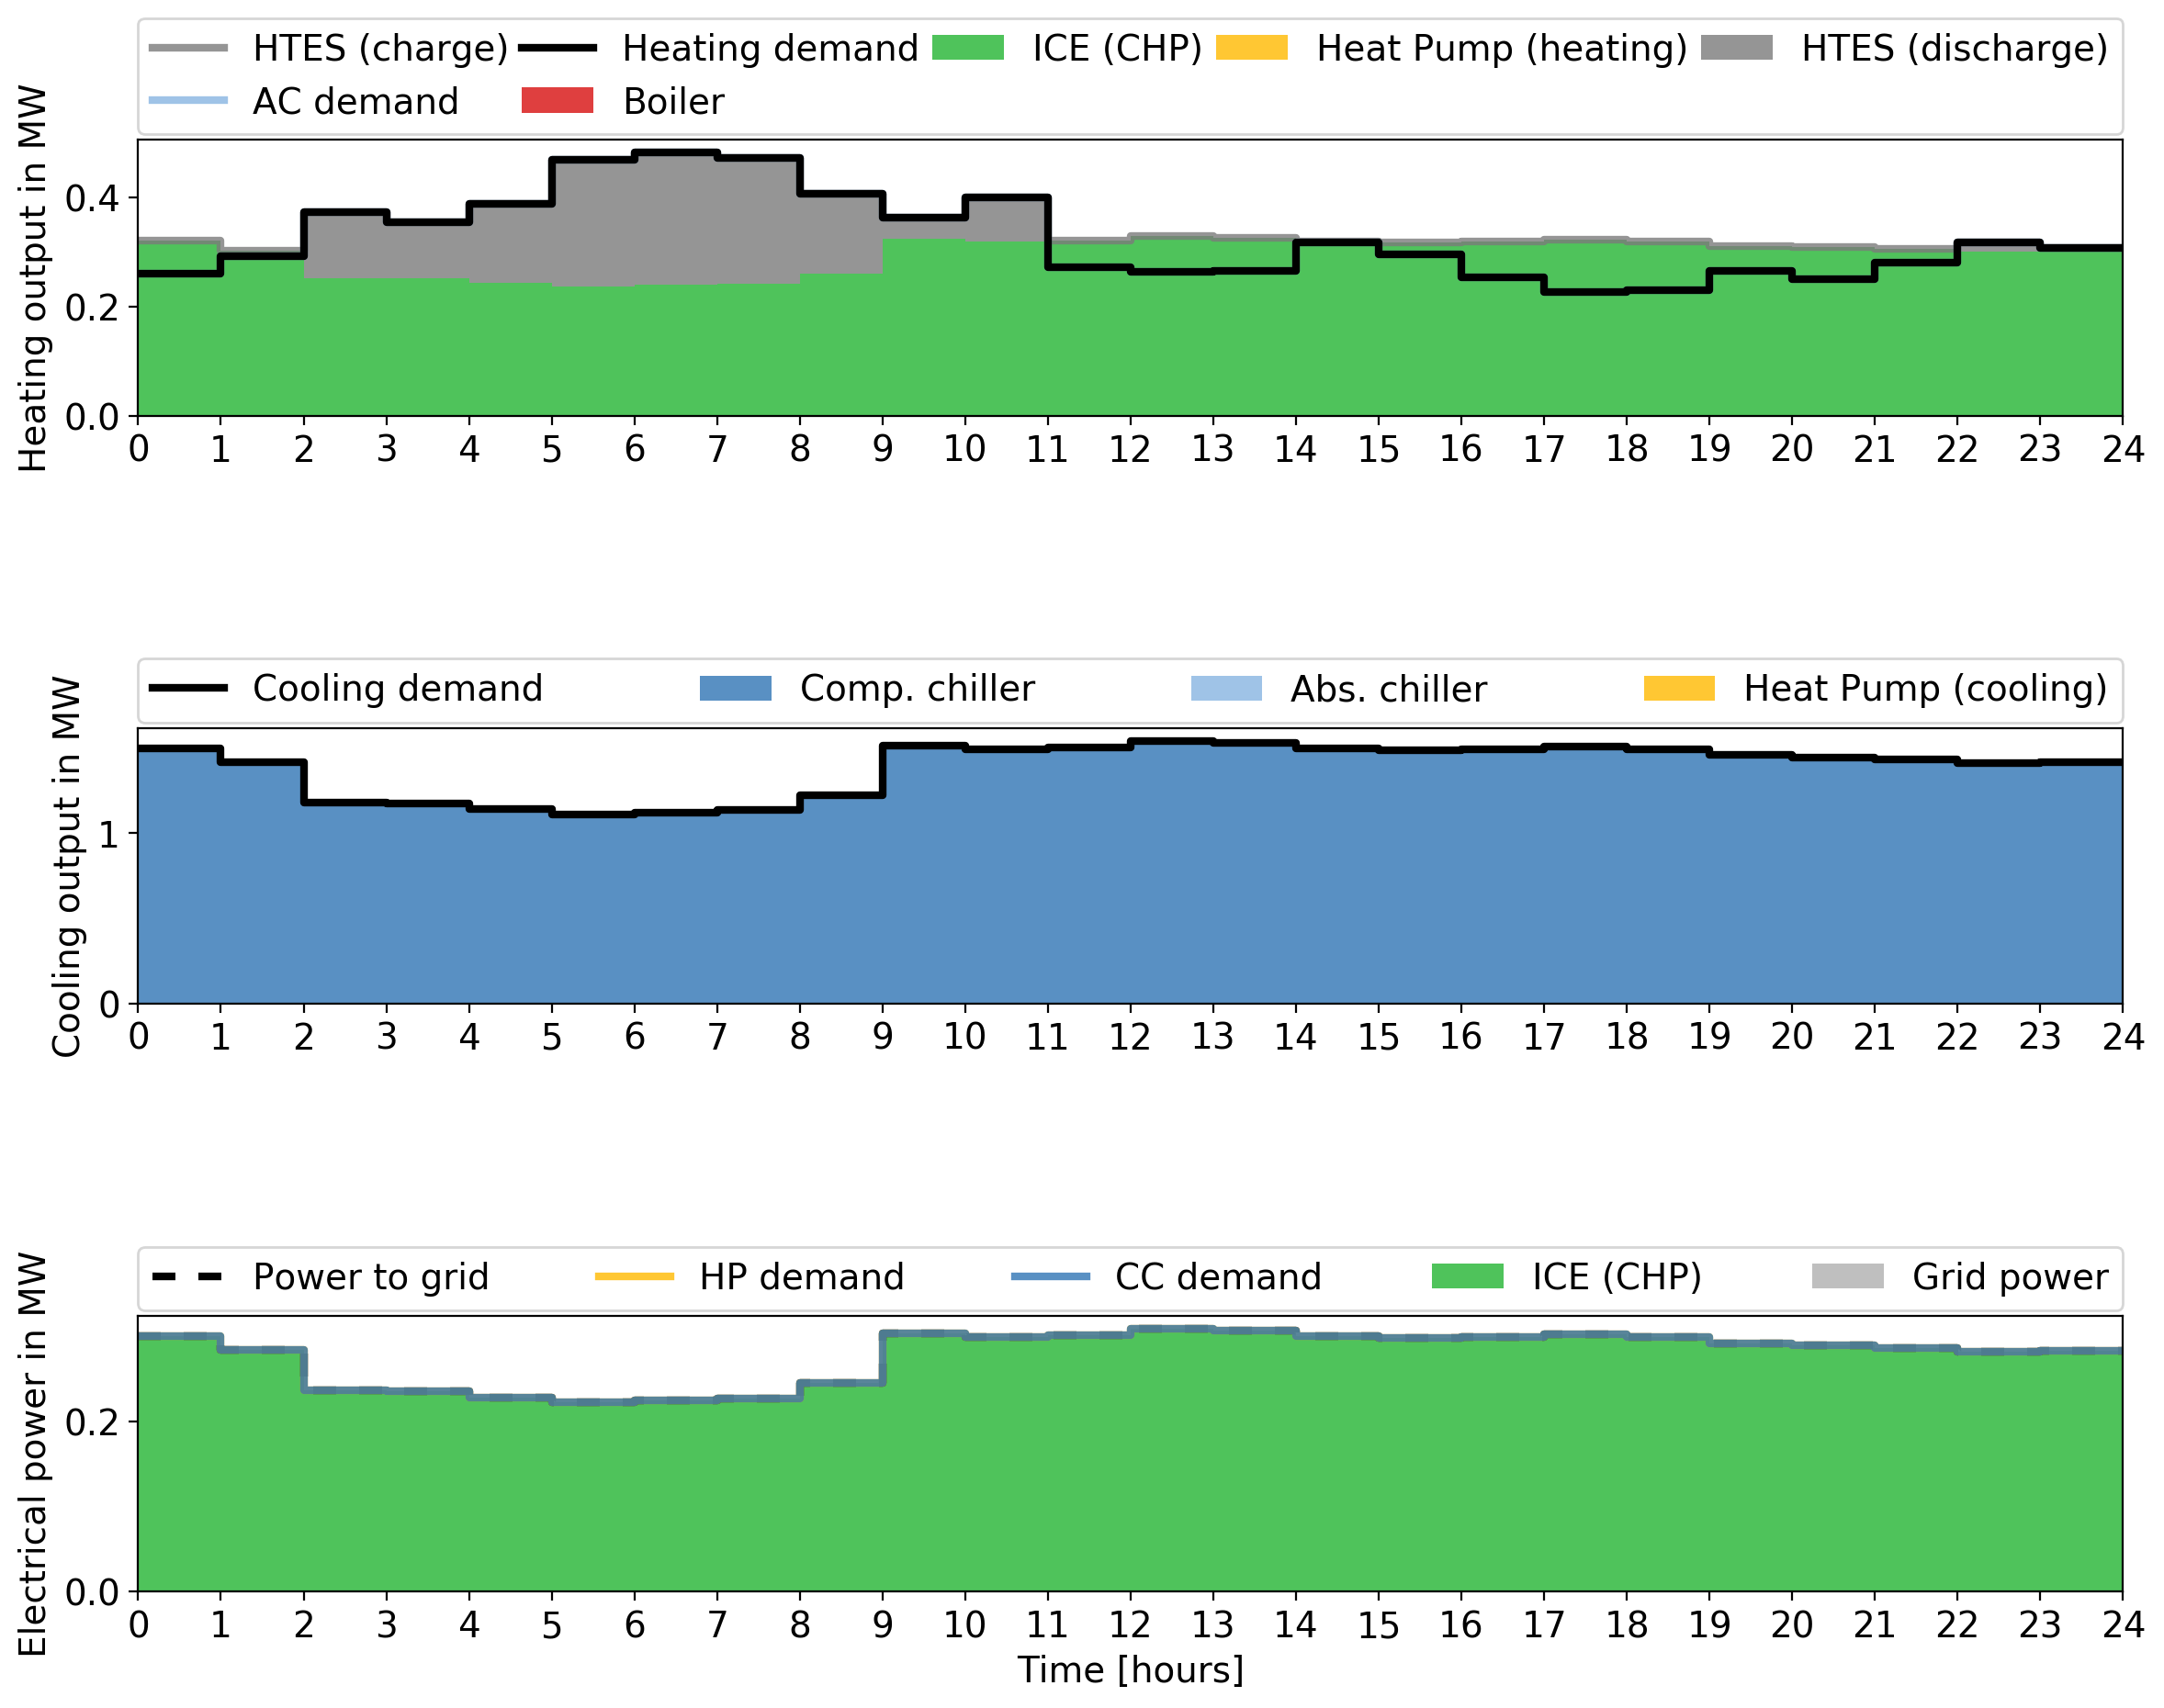 HTES (charge) Heating demand ICE (CHP) Heat Pump (heating) HTES (discharge)
AC demand Boiler
Heating output in MW
0.4
0.2
0.0
0 1 2 3 4 5 6 7 8 9 10 11 12 13 14 15 16 17 18 19 20 21 22 23 24
Cooling demand Comp. chiller Abs. chiller Heat Pump (cooling)
Cooling output in MW
1
0
0 1 2 3 4 5 6 7 8 9 10 11 12 13 14 15 16 17 18 19 20 21 22 23 24
Power to grid HP demand CC demand ICE (CHP) Grid power
Electrical power in MW
0.2
0.0
0 1 2 3 4 5 6 7 8 9 10 11 12 13 14 15 16 17 18 19 20 21 22 23 24
Time [hours]